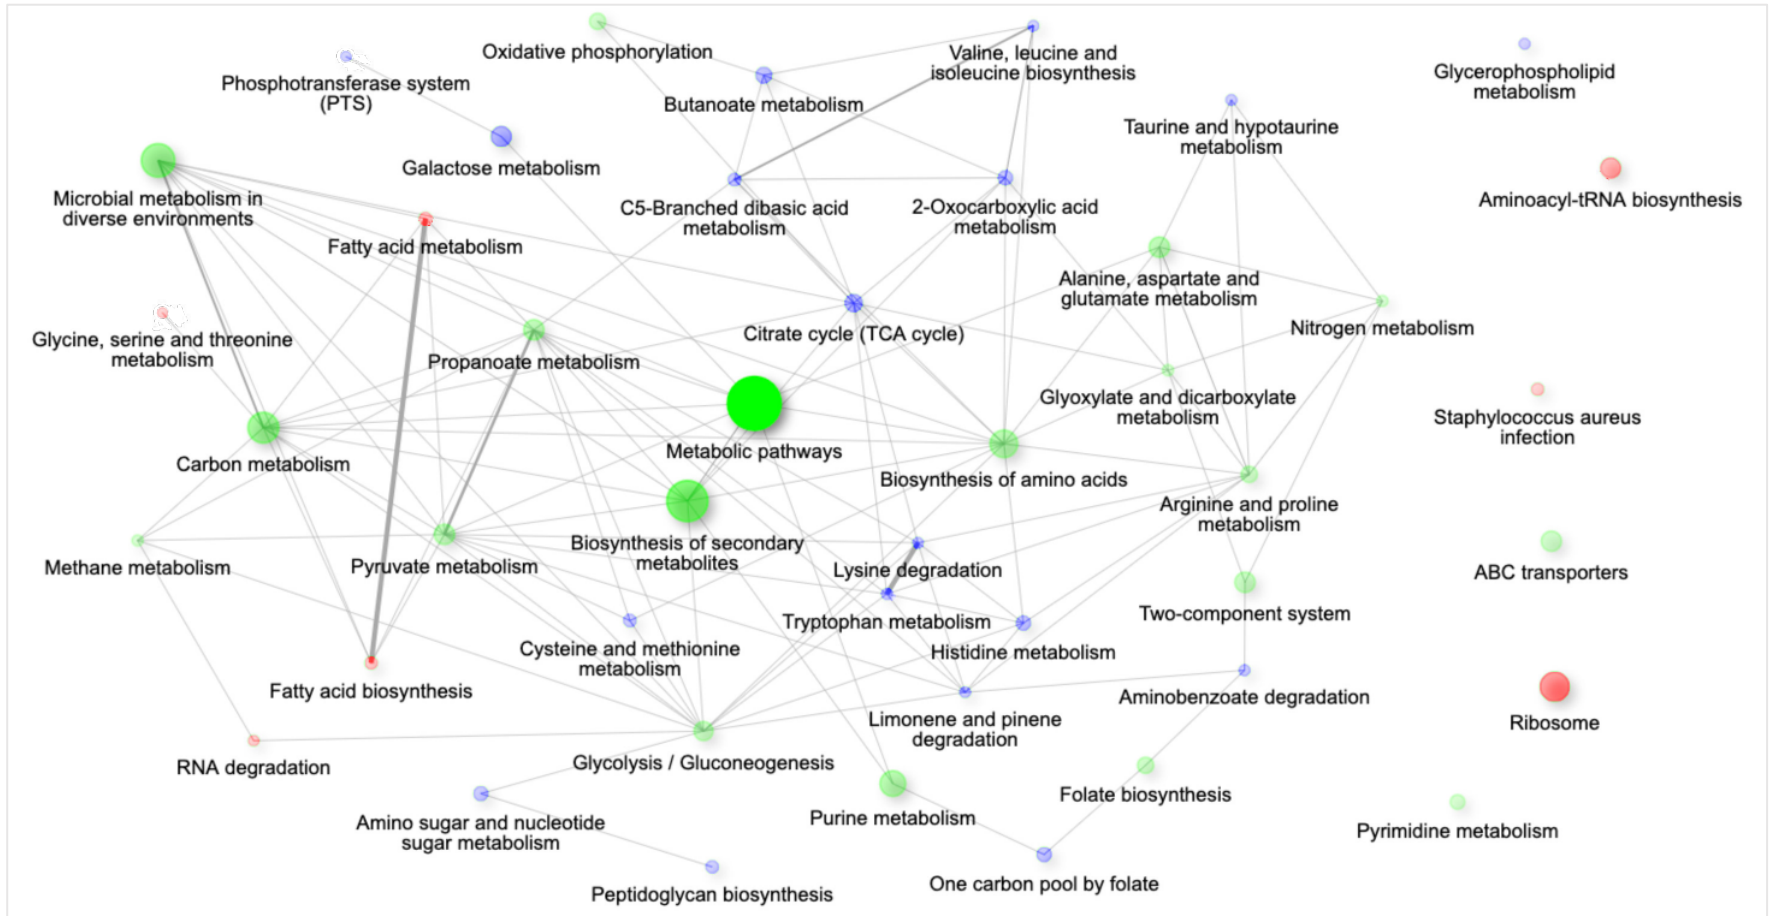 Oxidative phosphorylation
Valine, leucine and
isoleucine biosynthesis
Glycerophospholipid
metabolism
Phosphotransferase system
(PTS)
Butanoate metabolism
Taurine and hypotaurine
metabolism
Galactose metabolism
Microbial metabolism in
diverse environments
C5-Branched dibasic acid
metabolism
2-Oxocarboxylic acid
metabolism
Aminoacyl-tRNA biosynthesis
Fatty acid metabolism
Alanine, aspartate and
glutamate metabolism
Glycine, serine and threonine
metabolism
Citrate cycle (TCA cycle)
Nitrogen metabolism
Propanoate metabolism
Glyoxylate and dicarboxylate
metabolism
Staphylococcus aureus
infection
Carbon metabolism
Metabolic pathways
Biosynthesis of amino acids
Arginine and proline
metabolism
Methane metabolism
Pyruvate metabolism
Biosynthesis of secondary
metabolites
Lysine degradation
ABC transporters
Two-component system
Tryptophan metabolism
Cysteine and methionine
metabolism
Histidine metabolism
Fatty acid biosynthesis
Aminobenzoate degradation
Limonene and pinene
degradation
Ribosome
RNA degradation
Glycolysis / Gluconeogenesis
Folate biosynthesis
Amino sugar and nucleotide
sugar metabolism
Purine metabolism
Pyrimidine metabolism
Peptidoglycan biosynthesis
One carbon pool by folate